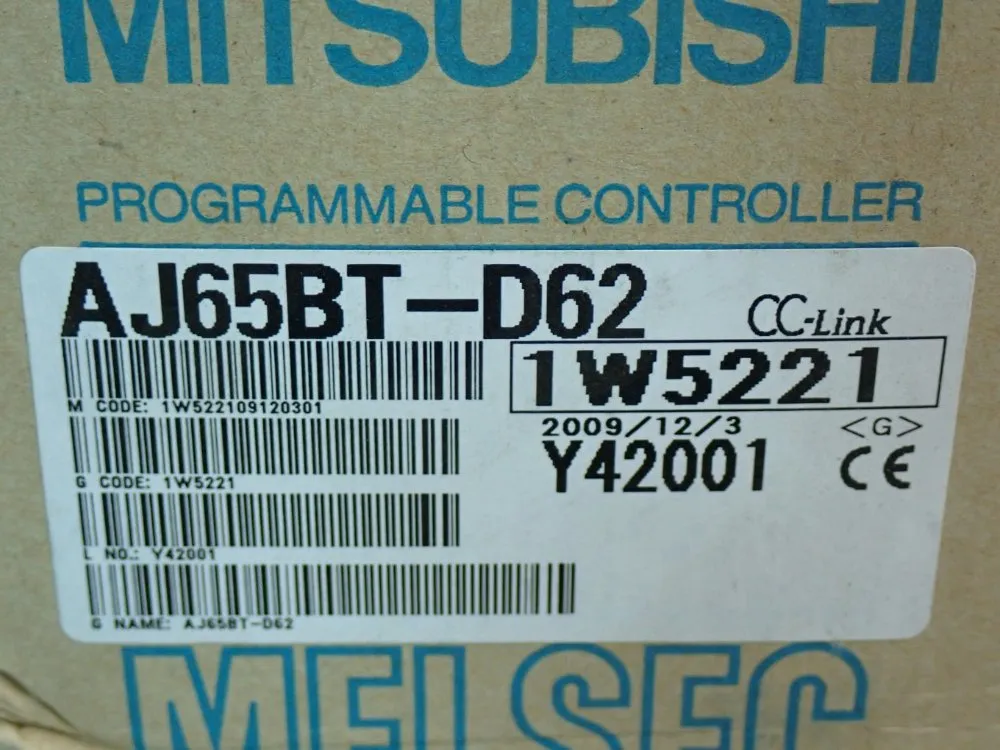 MITSUBISHI
PROGRAMMABLE CONTROLLER
AJ65BT-D62
CC-Link
1W5221
M CODE: 1W522109120301
2009/12/3 <G>
Y42001 CE
G CODE: 1W5221
L NO.: Y42001
G NAME: AJ65BT-D62
MELSEC